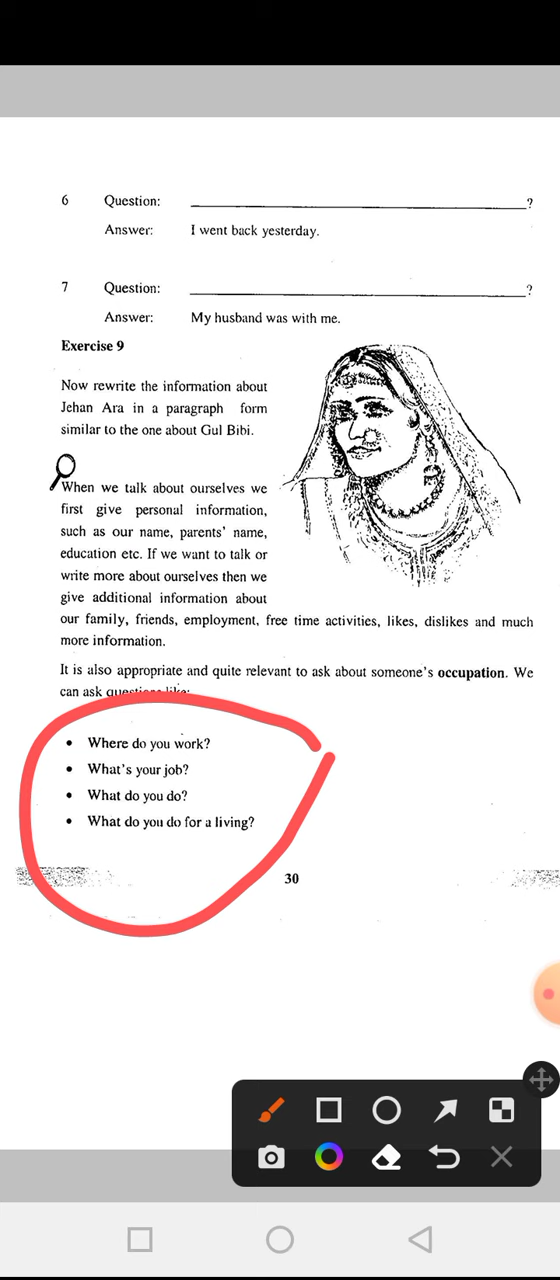 6 Question: ?
Answer: I went back yesterday.
7 Question: ?
Answer: My husband was with me.
Exercise 9
Now rewrite the information about
Jehan Ara in a paragraph form
similar to the one about Gul Bibi.
When we talk about ourselves we
first give personal information,
such as our name, parents' name,
education etc. If we want to talk or
write more about ourselves then we
give additional information about
our family, friends, employment, free time activities, likes, dislikes and much
more information.
It is also appropriate and quite relevant to ask about someone's occupation. We
can ask questions like:
• Where do you work?
• What's your job?
• What do you do?
• What do you do for a living?
30